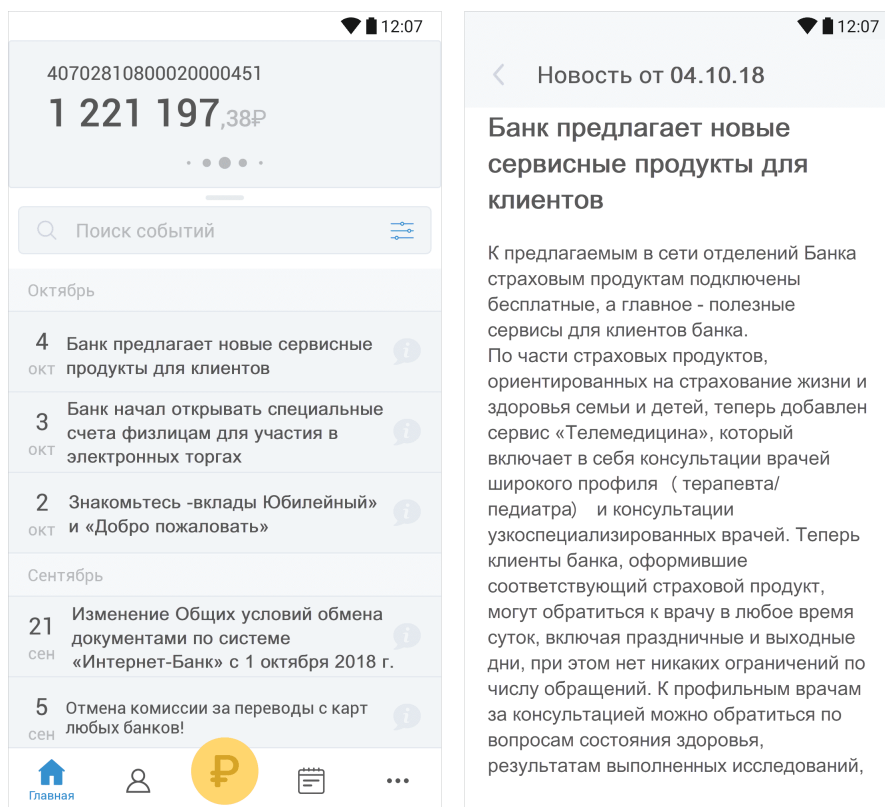 12:07
40702810800020000451
1 221 197,38₽
Поиск событий
Октябрь
4 Банк предлагает новые сервисные
окт продукты для клиентов
Банк начал открывать специальные
3 счета физлицам для участия в
окт электронных торгах
2 Знакомьтесь -вклады Юбилейный»
окт и «Добро пожаловать»
Сентябрь
Изменение Общих условий обмена
21 документами по системе
сен «Интернет-Банк» с 1 октября 2018 г.
5 Отмена комиссии за переводы с карт
сен любых банков!
₽
Главная
12:07
Новость от 04.10.18
Банк предлагает новые
сервисные продукты для
клиентов
К предлагаемым в сети отделений Банка
страховым продуктам подключены
бесплатные, а главное - полезные
сервисы для клиентов банка.
По части страховых продуктов,
ориентированных на страхование жизни и
здоровья семьи и детей, теперь добавлен
сервис «Телемедицина», который
включает в себя консультации врачей
широкого профиля ( терапевта/
педиатра) и консультации
узкоспециализированных врачей. Теперь
клиенты банка, оформившие
соответствующий страховой продукт,
могут обратиться к врачу в любое время
суток, включая праздничные и выходные
дни, при этом нет никаких ограничений по
числу обращений. К профильным врачам
за консультацией можно обратиться по
вопросам состояния здоровья,
результатам выполненных исследований,